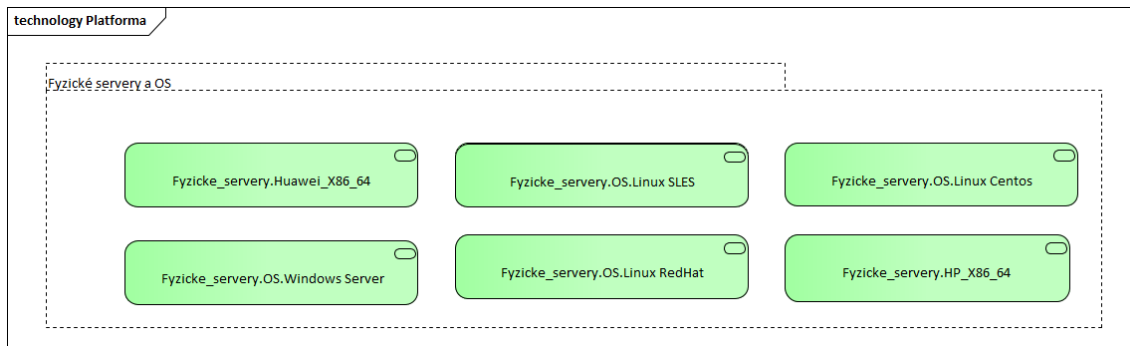 technology Platforma
Fyzické servery a OS
Fyzicke_servery.Huawei_X86_64
Fyzicke_servery.OS.Linux SLES
Fyzicke_servery.OS.Linux Centos
Fyzicke_servery.OS.Windows Server
Fyzicke_servery.OS.Linux RedHat
Fyzicke_servery.HP_X86_64